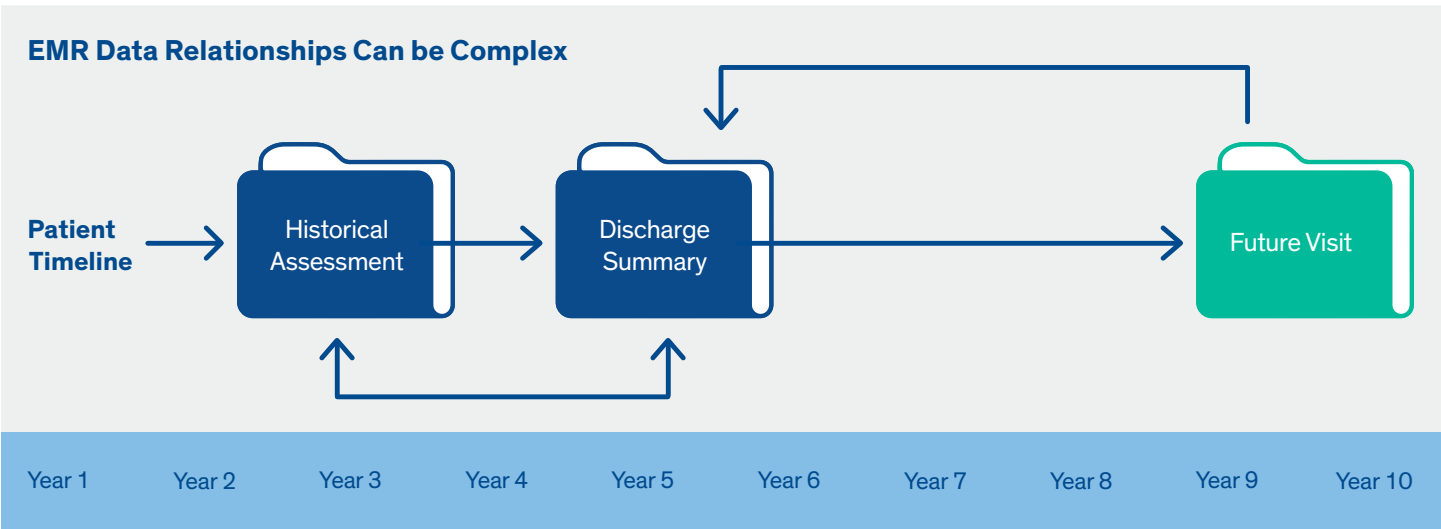 EMR Data Relationships Can be Complex
Patient
Timeline
Historical
Assessment
Discharge
Summary
Future Visit
Year 1
Year 2
Year 3
Year 4
Year 5
Year 6
Year 7
Year 8
Year 9
Year 10